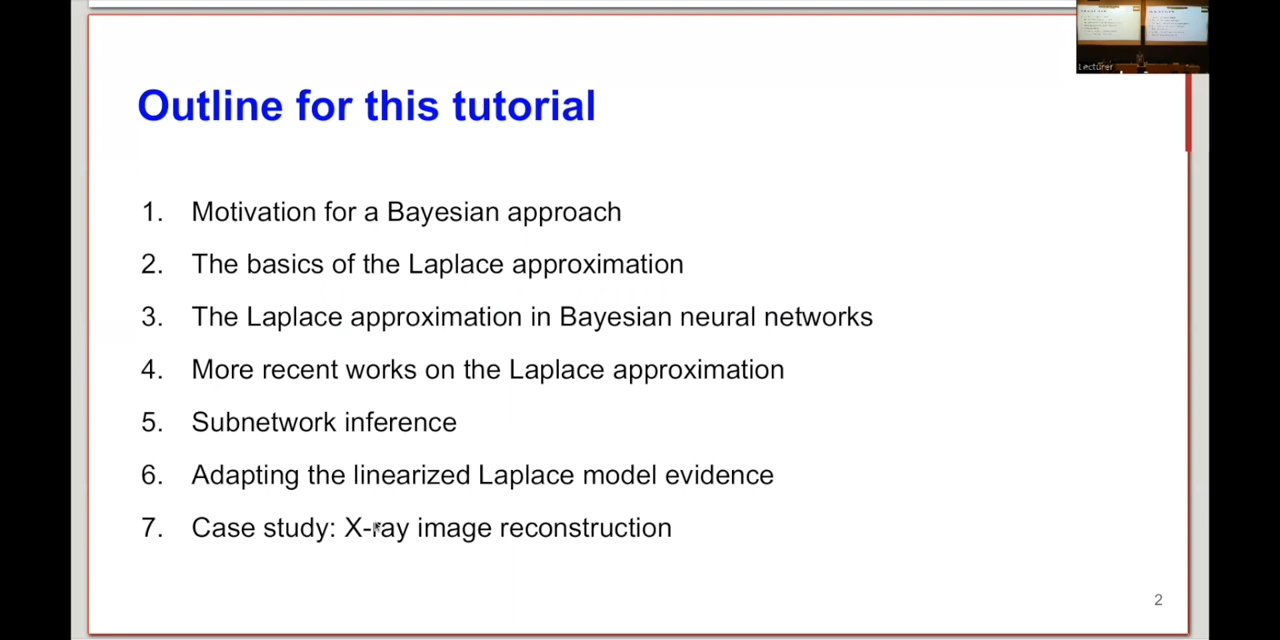 Lecturer
Outline for this tutorial
1. Motivation for a Bayesian approach
2. The basics of the Laplace approximation
3. The Laplace approximation in Bayesian neural networks
4. More recent works on the Laplace approximation
5. Subnetwork inference
6. Adapting the linearized Laplace model evidence
7. Case study: X-ray image reconstruction
2